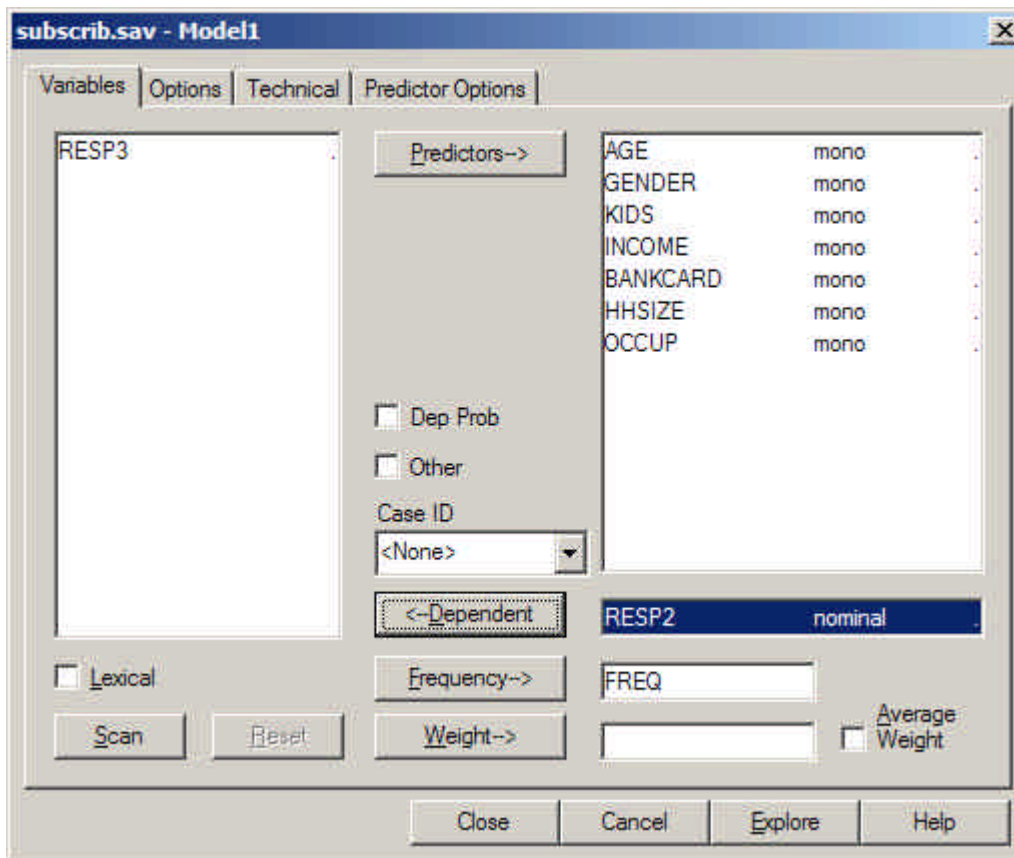 subscrib.sav - Model1
Variables Options Technical Predictor Options
RESP3 .
Predictors-->
AGE mono .
GENDER mono .
KIDS mono .
INCOME mono .
BANKCARD mono .
HHSIZE mono .
OCCUP mono .
Dep Prob
Other
Case ID
<None>
<--Dependent
RESP2 nominal .
Lexical
Frequency-->
FREQ
Scan Reset
Weight-->
Average
Weight
Close Cancel Explore Help